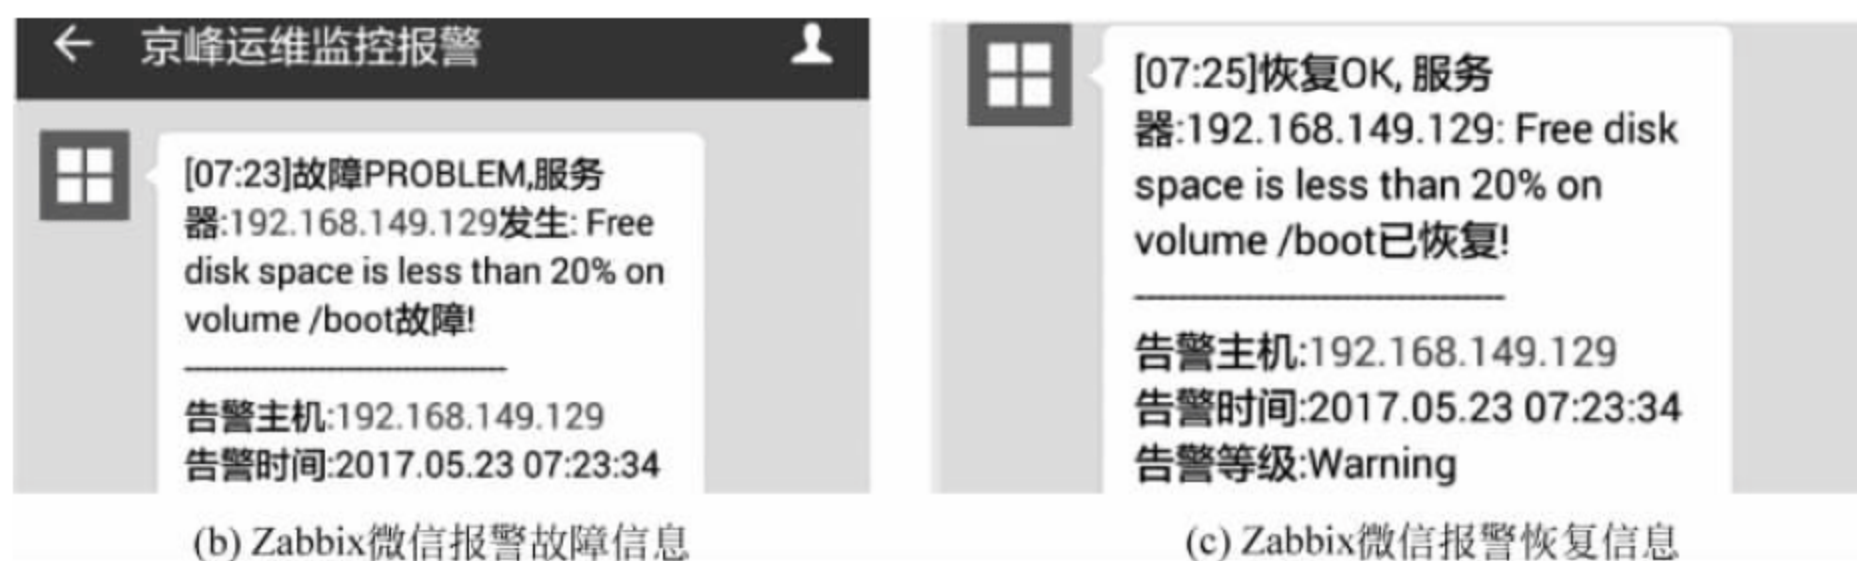 京峰运维监控报警
[07:23]故障PROBLEM,服务
器:192.168.149.129发生: Free
disk space is less than 20% on
volume /boot故障!
------------------------------
告警主机:192.168.149.129
告警时间:2017.05.23 07:23:34
(b) Zabbix微信报警故障信息
[07:25]恢复OK, 服务
器:192.168.149.129: Free disk
space is less than 20% on
volume /boot已恢复!
------------------------------
告警主机:192.168.149.129
告警时间:2017.05.23 07:23:34
告警等级:Warning
(c) Zabbix微信报警恢复信息